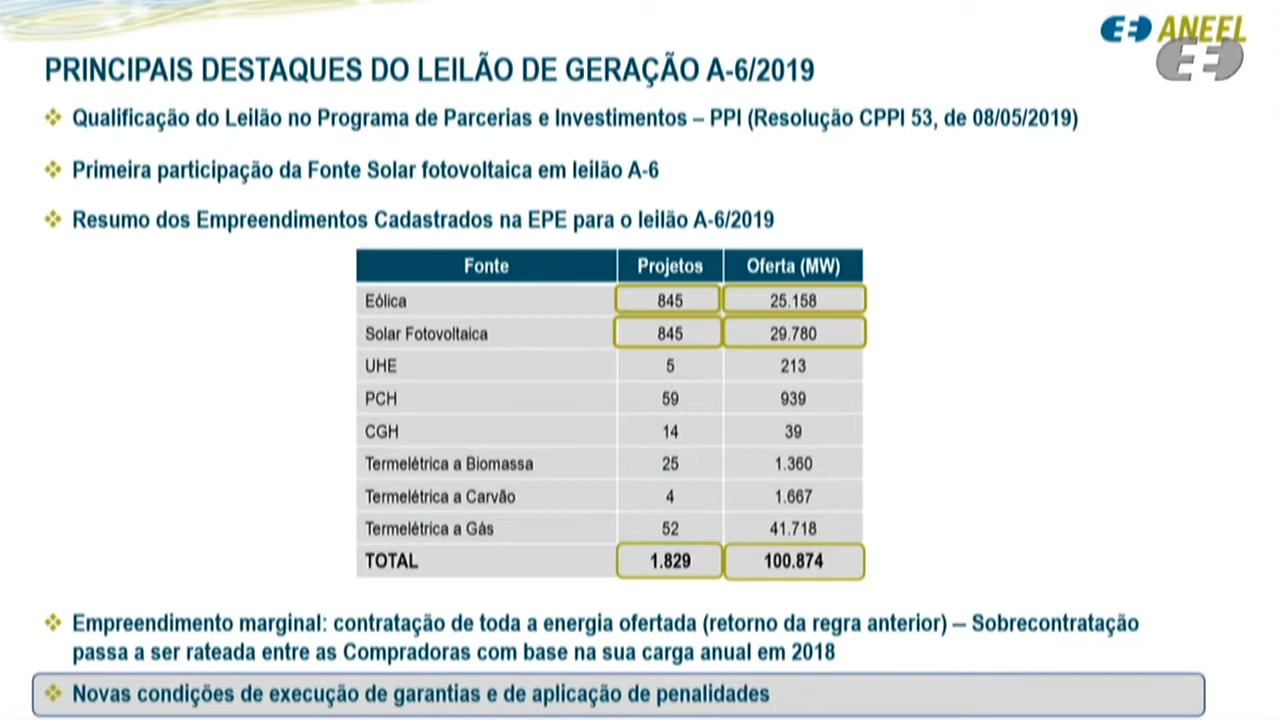 ANEEL
PRINCIPAIS DESTAQUES DO LEILÃO DE GERAÇÃO A-6/2019
Qualificação do Leilão no Programa de Parcerias e Investimentos – PPI (Resolução CPPI 53, de 08/05/2019)
Primeira participação da Fonte Solar fotovoltaica em leilão A-6
Resumo dos Empreendimentos Cadastrados na EPE para o leilão A-6/2019
Fonte Projetos Oferta (MW)
Eólica 845 25.158
Solar Fotovoltaica 845 29.780
UHE 5 213
PCH 59 939
CGH 14 39
Termelétrica a Biomassa 25 1.360
Termelétrica a Carvão 4 1.667
Termelétrica a Gás 52 41.718
TOTAL 1.829 100.874
Empreendimento marginal: contratação de toda a energia ofertada (retorno da regra anterior) – Sobrecontratação
passa a ser rateada entre as Compradoras com base na sua carga anual em 2018
Novas condições de execução de garantias e de aplicação de penalidades